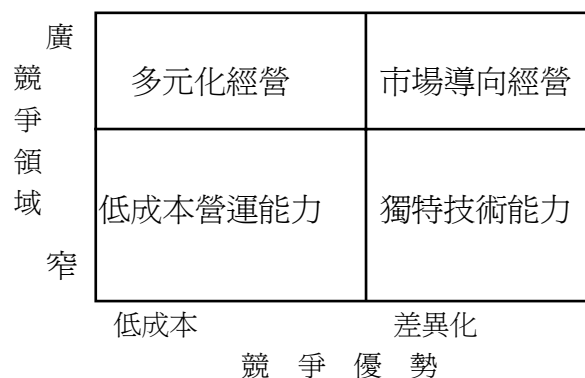 廣
競爭領域
窄
多元化經營
市場導向經營
低成本營運能力
獨特技術能力
低成本
差異化
競爭優勢